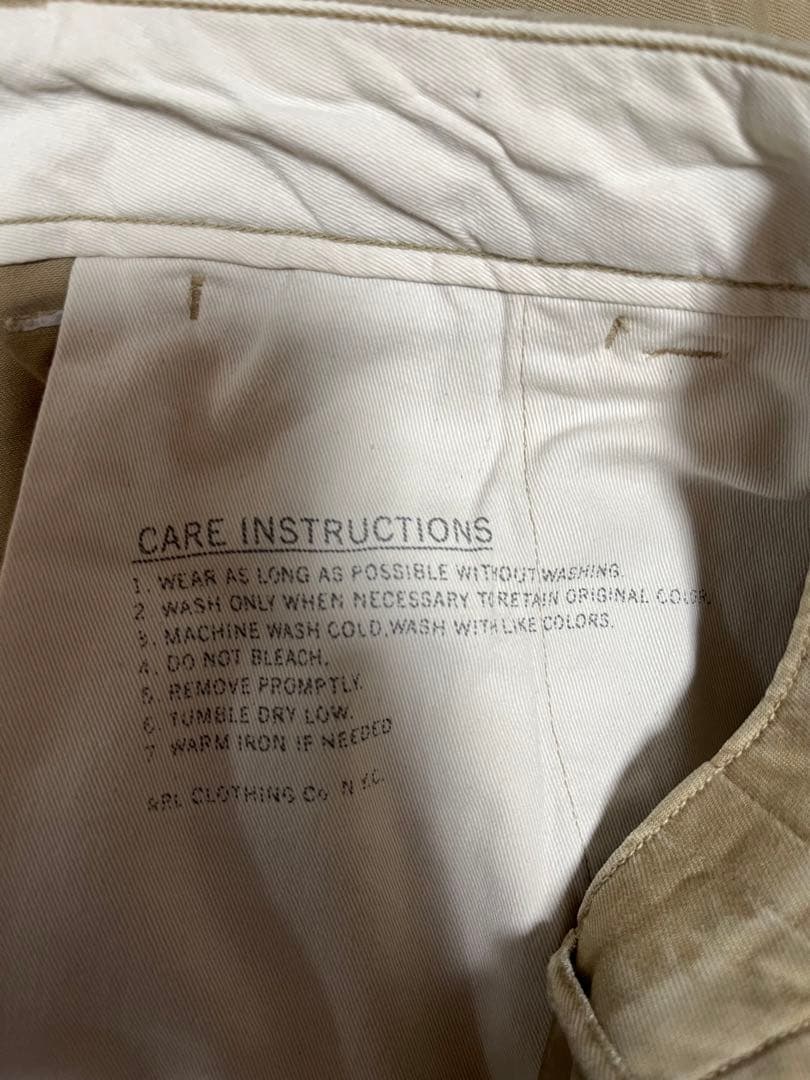 CARE INSTRUCTIONS
1. WEAR AS LONG AS POSSIBLE WITHOUT WASHING.
2 WASH ONLY WHEN NECESSARY TO RETAIN ORIGINAL COLOR.
3. MACHINE WASH COLD. WASH WITH LIKE COLORS.
4. DO NOT BLEACH.
5. REMOVE PROMPTLY.
6. TUMBLE DRY LOW.
7 WARM IRON IF NEEDED
RRL CLOTHING Co N.Y.C.